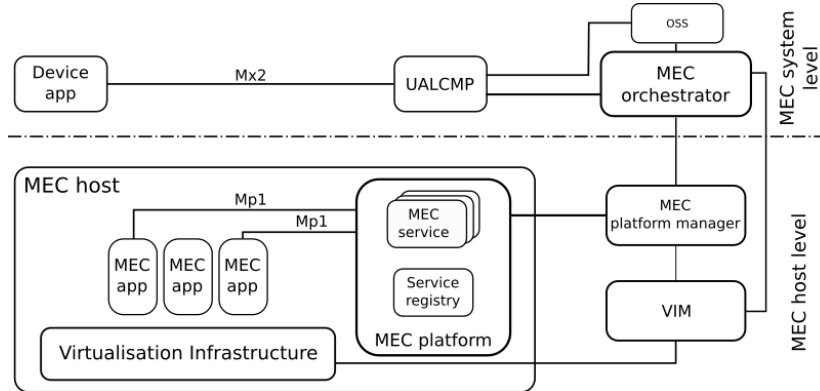 OSS
Device
app
Mx2
UALCMP
MEC
orchestrator
MEC system
level
MEC host
Mp1
Mp1
MEC
service
MEC
platform manager
MEC
app
MEC
app
MEC
app
Service
registry
VIM
MEC host level
MEC platform
Virtualisation Infrastructure